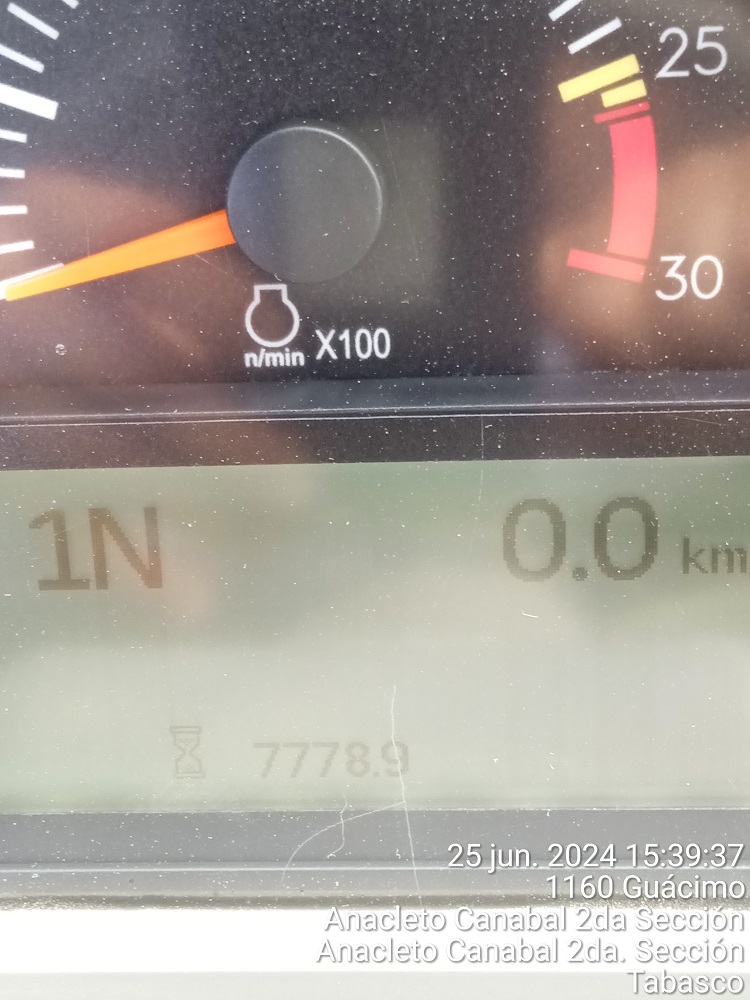 25
30
n/min X100
1N 0.0 km
7778.9
25 jun. 2024 15:39:37
1160 Guácimo
Anacleto Canabal 2da Sección
Anacleto Canabal 2da. Sección
Tabasco